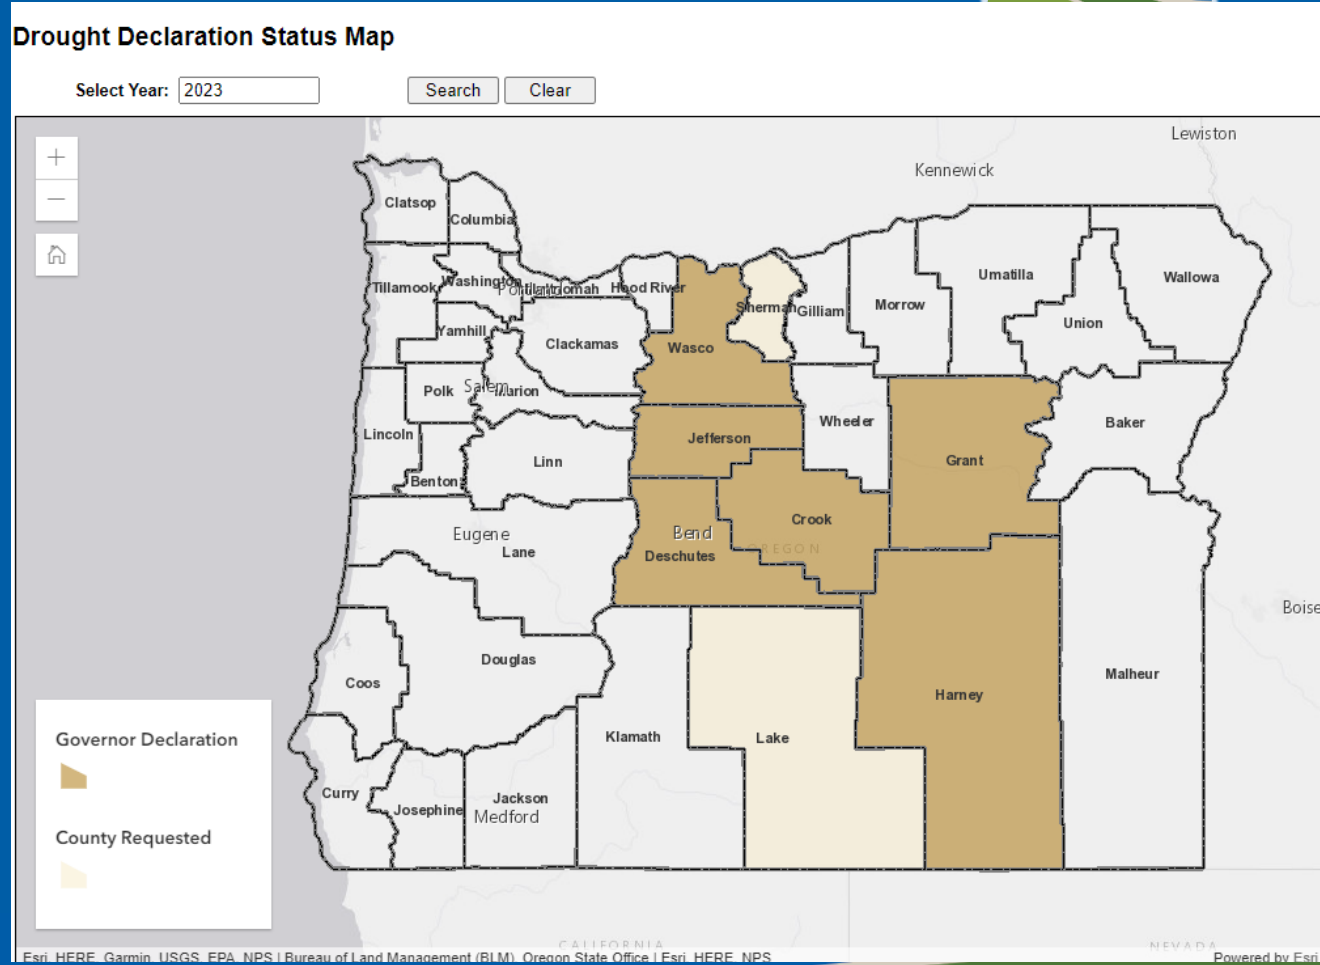 Drought Declaration Status Map
Select Year: 2023 Search Clear
Lewiston
Kennewick
Clatsop
Columbia
Tillamook
Washington
Hood River
Sherman
Gilliam
Morrow
Umatilla
Union
Wallowa
Yamhill
Clackamas
Wasco
Polk
Salem
Marion
Lincoln
Benton
Linn
Jefferson
Wheeler
Grant
Baker
Eugene
Lane
Bend
Deschutes
Crook
OREGON
Boise
Coos
Douglas
Klamath
Lake
Harney
Malheur
Curry
Josephine
Jackson
Medford
Governor Declaration
County Requested
CALIFORNIA
NEVADA
Esri, HERE, Garmin, USGS, EPA, NPS | Bureau of Land Management (BLM), Oregon State Office | Esri, HERE, NPS
Powered by Esri
+
−